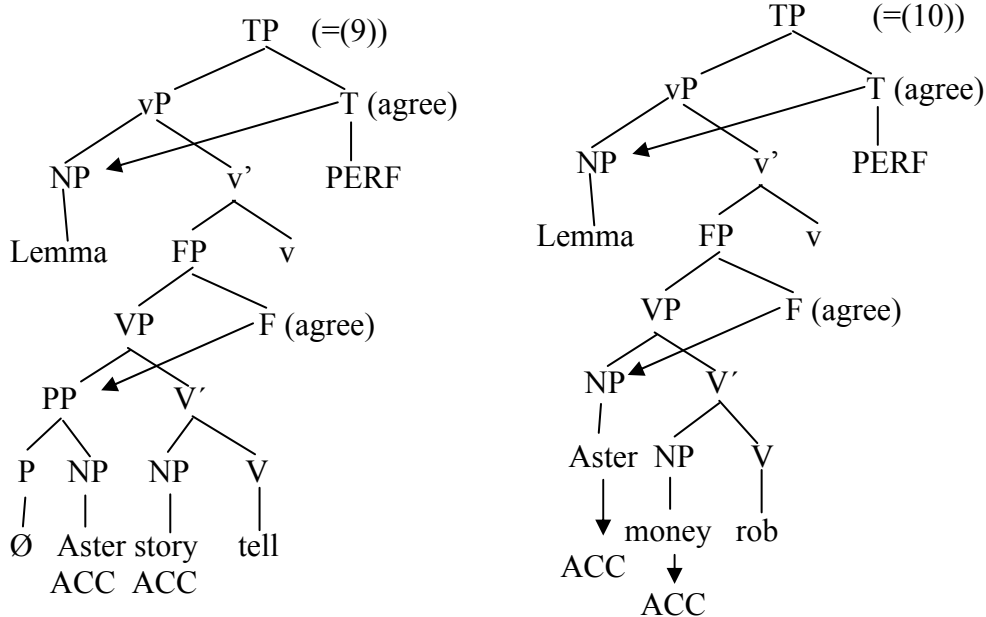 TP (=(9))
vP T (agree)
NP v’ PERF
Lemma FP v
VP F (agree)
PP V´
P NP NP V
Ø Aster story tell
ACC ACC
TP (=(10))
vP T (agree)
NP v’ PERF
Lemma FP v
VP F (agree)
NP V´
Aster NP V
money rob
ACC
ACC